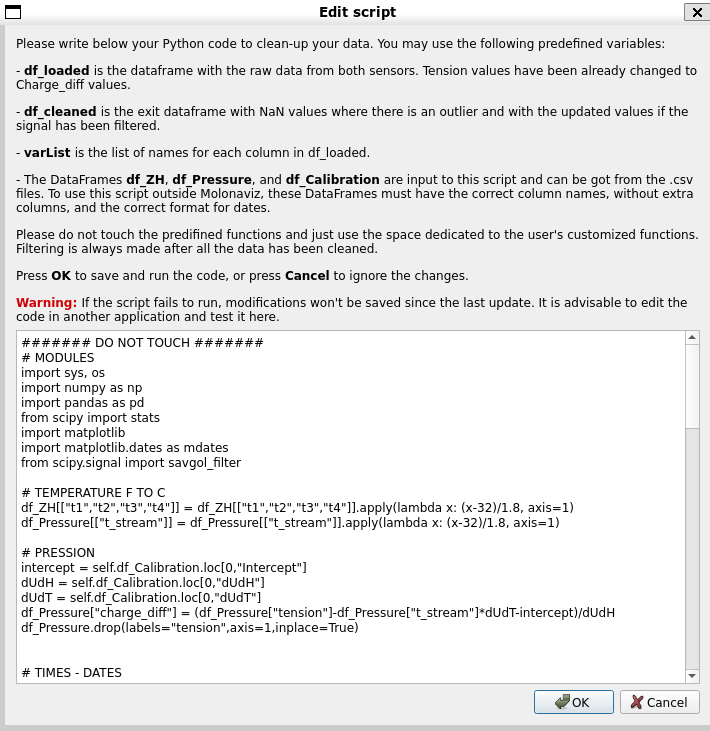 Edit script
Please write below your Python code to clean-up your data. You may use the following predefined variables:
- df_loaded is the dataframe with the raw data from both sensors. Tension values have been already changed to
Charge_diff values.
- df_cleaned is the exit dataframe with NaN values where there is an outlier and with the updated values if the
signal has been filtered.
- varList is the list of names for each column in df_loaded.
- The DataFrames df_ZH, df_Pressure, and df_Calibration are input to this script and can be got from the .csv
files. To use this script outside Molonaviz, these DataFrames must have the correct column names, without extra
columns, and the correct format for dates.
Please do not touch the predifined functions and just use the space dedicated to the user's customized functions.
Filtering is always made after all the data has been cleaned.
Press OK to save and run the code, or press Cancel to ignore the changes.
Warning: If the script fails to run, modifications won't be saved since the last update. It is advisable to edit the
code in another application and test it here.
####### DO NOT TOUCH #######
# MODULES
import sys, os
import numpy as np
import pandas as pd
from scipy import stats
import matplotlib
import matplotlib.dates as mdates
from scipy.signal import savgol_filter
# TEMPERATURE F TO C
df_ZH[["t1","t2","t3","t4"]] = df_ZH[["t1","t2","t3","t4"]].apply(lambda x: (x-32)/1.8, axis=1)
df_Pressure[["t_stream"]] = df_Pressure[["t_stream"]].apply(lambda x: (x-32)/1.8, axis=1)
# PRESSION
intercept = self.df_Calibration.loc[0,"Intercept"]
dUdH = self.df_Calibration.loc[0,"dUdH"]
dUdT = self.df_Calibration.loc[0,"dUdT"]
df_Pressure["charge_diff"] = (df_Pressure["tension"]-df_Pressure["t_stream"]*dUdT-intercept)/dUdH
df_Pressure.drop(labels="tension",axis=1,inplace=True)
# TIMES - DATES
OK
Cancel